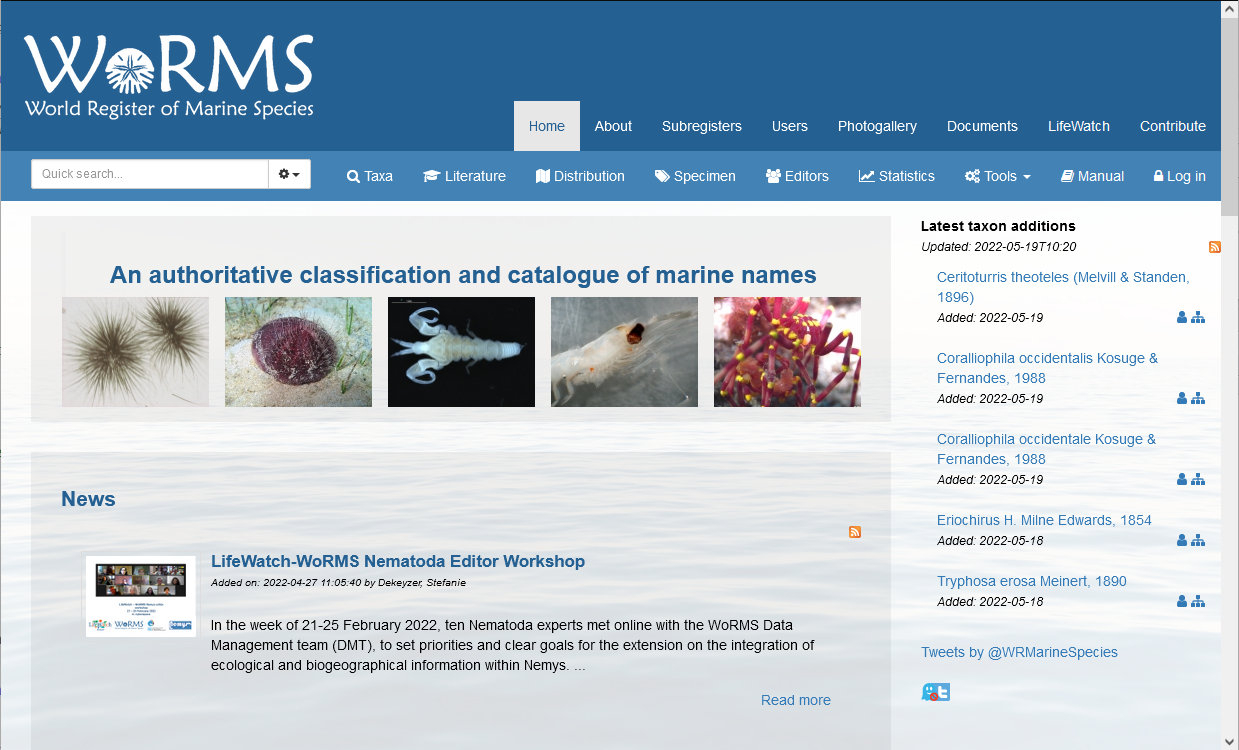 WoRMS
World Register of Marine Species
Home About Subregisters Users Photogallery Documents LifeWatch Contribute
Quick search... Taxa Literature Distribution Specimen Editors Statistics Tools Manual Log in
An authoritative classification and catalogue of marine names
News
LifeWatch-WoRMS Nematoda Editor Workshop
Added on: 2022-04-27 11:05:40 by Dekeyzer, Stefanie
In the week of 21-25 February 2022, ten Nematoda experts met online with the WoRMS Data
Management team (DMT), to set priorities and clear goals for the extension on the integration of
ecological and biogeographical information within Nemys. ...
Read more
Latest taxon additions
Updated: 2022-05-19T10:20
Ceritoturris theoteles (Melvill & Standen,
1896)
Added: 2022-05-19
Coralliophila occidentalis Kosuge &
Fernandes, 1988
Added: 2022-05-19
Coralliophila occidentale Kosuge &
Fernandes, 1988
Added: 2022-05-19
Eriochirus H. Milne Edwards, 1854
Added: 2022-05-18
Tryphosa erosa Meinert, 1890
Added: 2022-05-18
Tweets by @WRMarineSpecies